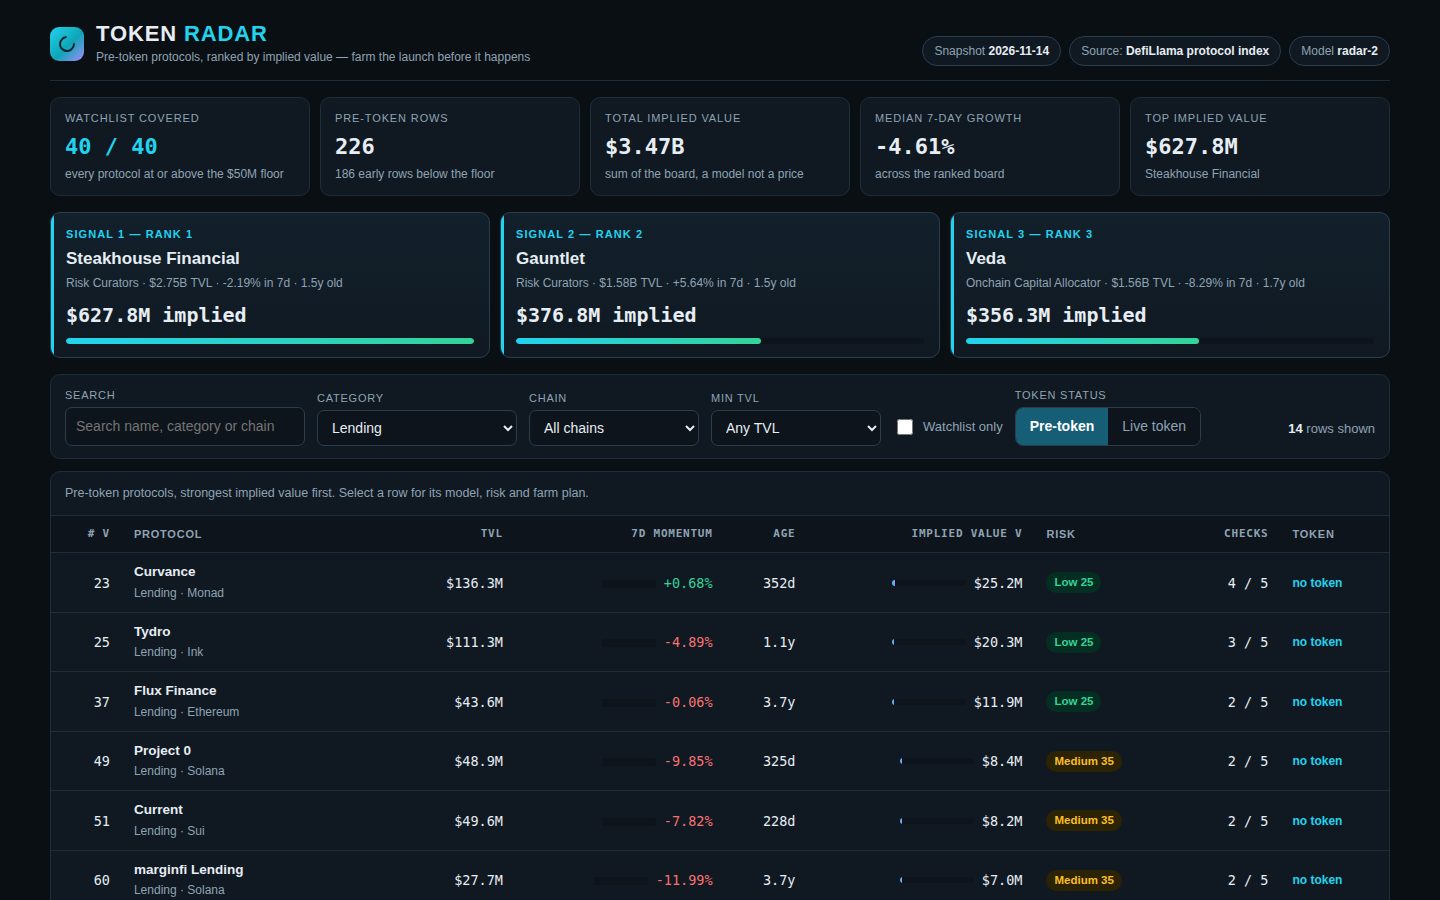 TOKEN RADAR
Pre-token protocols, ranked by implied value — farm the launch before it happens
Snapshot 2026-11-14
Source: DefiLlama protocol index
Model radar-2
WATCHLIST COVERED
40 / 40
every protocol at or above the $50M floor
PRE-TOKEN ROWS
226
186 early rows below the floor
TOTAL IMPLIED VALUE
$3.47B
sum of the board, a model not a price
MEDIAN 7-DAY GROWTH
-4.61%
across the ranked board
TOP IMPLIED VALUE
$627.8M
Steakhouse Financial
SIGNAL 1 — RANK 1
Steakhouse Financial
Risk Curators · $2.75B TVL · -2.19% in 7d · 1.5y old
$627.8M implied
SIGNAL 2 — RANK 2
Gauntlet
Risk Curators · $1.58B TVL · +5.64% in 7d · 1.5y old
$376.8M implied
SIGNAL 3 — RANK 3
Veda
Onchain Capital Allocator · $1.56B TVL · -8.29% in 7d · 1.7y old
$356.3M implied
SEARCH
Search name, category or chain
CATEGORY
Lending
CHAIN
All chains
MIN TVL
Any TVL
Watchlist only
TOKEN STATUS
Pre-token Live token
14 rows shown
Pre-token protocols, strongest implied value first. Select a row for its model, risk and farm plan.
# V PROTOCOL TVL 7D MOMENTUM AGE IMPLIED VALUE V RISK CHECKS TOKEN
23 Curvance $136.3M +0.68% 352d $25.2M Low 25 4 / 5 no token
Lending · Monad
25 Tydro $111.3M -4.89% 1.1y $20.3M Low 25 3 / 5 no token
Lending · Ink
37 Flux Finance $43.6M -0.06% 3.7y $11.9M Low 25 2 / 5 no token
Lending · Ethereum
49 Project 0 $48.9M -9.85% 325d $8.4M Medium 35 2 / 5 no token
Lending · Solana
51 Current $49.6M -7.82% 228d $8.2M Medium 35 2 / 5 no token
Lending · Sui
60 marginfi Lending $27.7M -11.99% 3.7y $7.0M Medium 35 2 / 5 no token
Lending · Solana